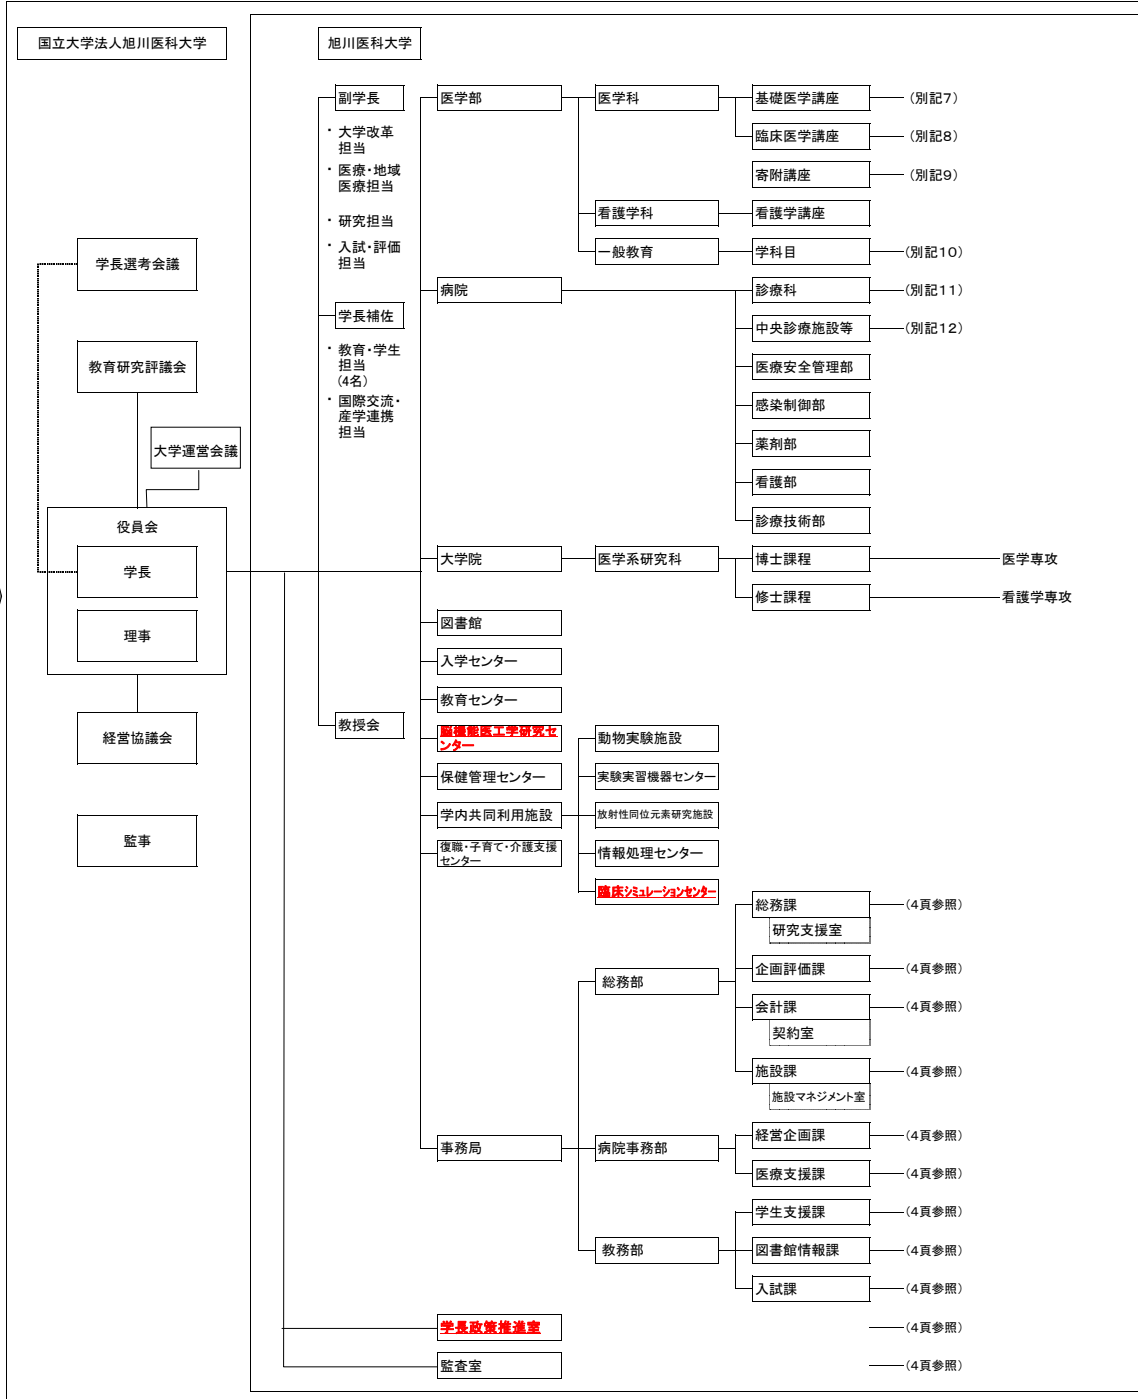 国立大学法人旭川医科大学
学長選考会議
教育研究評議会
大学運営会議
役員会
学長
理事
経営協議会
監事
旭川医科大学
副学長
・大学改革
担当
・医療・地域
医療担当
・研究担当
・入試・評価
担当
学長補佐
・教育・学生
担当
(4名)
・国際交流・
産学連携
担当
教授会
医学部
医学科
基礎医学講座
(別記7)
臨床医学講座
(別記8)
寄附講座
(別記9)
看護学科
看護学講座
一般教育
学科目
(別記10)
病院
診療科
(別記11)
中央診療施設等
(別記12)
医療安全管理部
感染制御部
薬剤部
看護部
診療技術部
大学院
医学系研究科
博士課程
医学専攻
修士課程
看護学専攻
図書館
入学センター
教育センター
脳機能医工学研究セ
ンター
保健管理センター
学内共同利用施設
復職・子育て・介護支援
センター
動物実験施設
実験実習機器センター
放射性同位元素研究施設
情報処理センター
臨床シミュレーションセンター
事務局
総務部
総務課
(4頁参照)
研究支援室
企画評価課
(4頁参照)
会計課
(4頁参照)
契約室
施設課
(4頁参照)
施設マネジメント室
病院事務部
経営企画課
(4頁参照)
医療支援課
(4頁参照)
教務部
学生支援課
(4頁参照)
図書館情報課
(4頁参照)
入試課
(4頁参照)
学長政策推進室
(4頁参照)
監査室
(4頁参照)